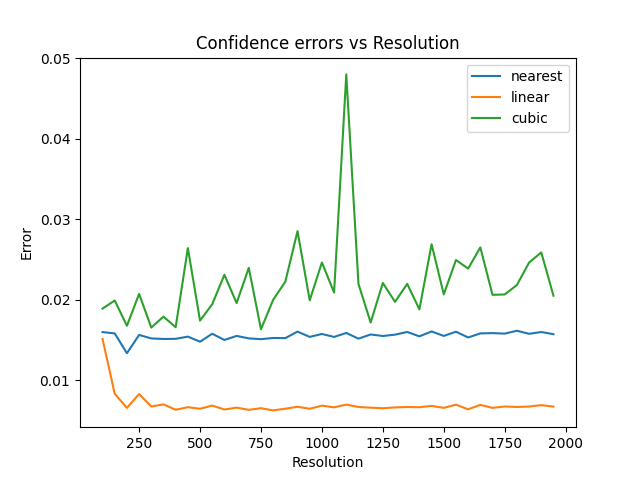 Confidence errors vs Resolution
nearest
linear
cubic
0.05
0.04
0.03
0.02
0.01
Error
250 500 750 1000 1250 1500 1750 2000
Resolution